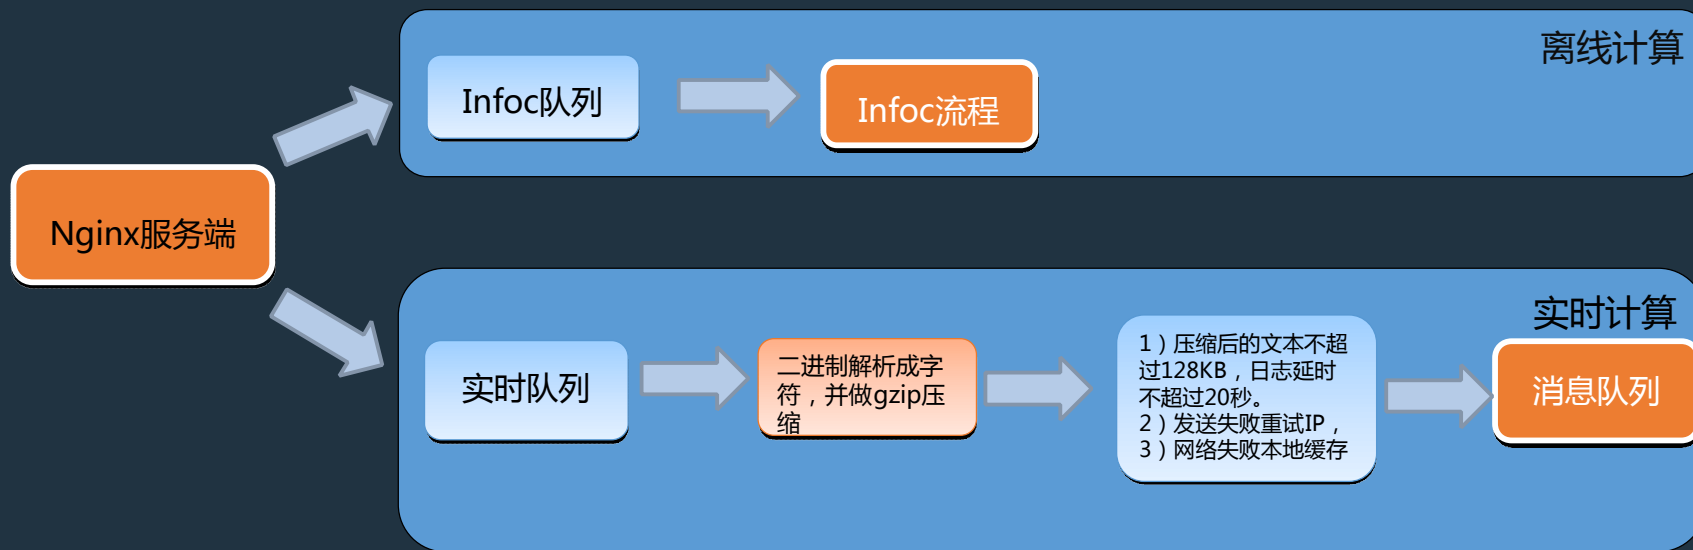 离线计算
Infoc队列
Infoc流程
Nginx服务端
实时计算
实时队列
二进制解析成字
符，并做gzip压
缩
1）压缩后的文本不超
过128KB，日志延时
不超过20秒。
2）发送失败重试IP，
3）网络失败本地缓存
消息队列